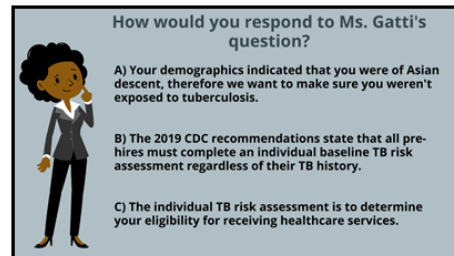 How would you respond to Ms. Gatti's
question?
A) Your demographics indicated that you were of Asian
descent, therefore we want to make sure you weren't
exposed to tuberculosis.
B) The 2019 CDC recommendations state that all pre-
hires must complete an individual baseline TB risk
assessment regardless of their TB history.
C) The individual TB risk assessment is to determine
your eligibility for receiving healthcare services.